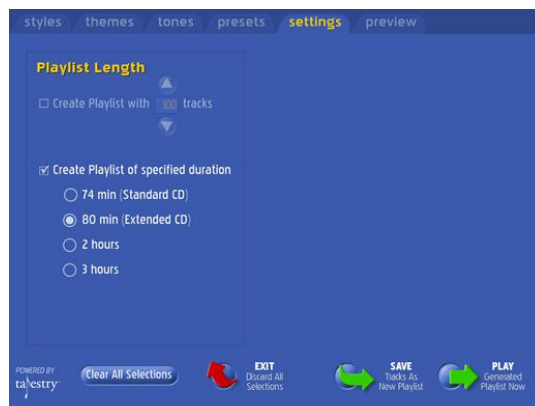 styles themes tones presets settings preview
Playlist Length
Create Playlist with 100 tracks
Create Playlist of specified duration
74 min (Standard CD)
80 min (Extended CD)
2 hours
3 hours
POWERED BY
tapestry
Clear All Selections
EXIT
Discard All
Selections
SAVE
Tracks As
New Playlist
PLAY
Generated
Playlist Now